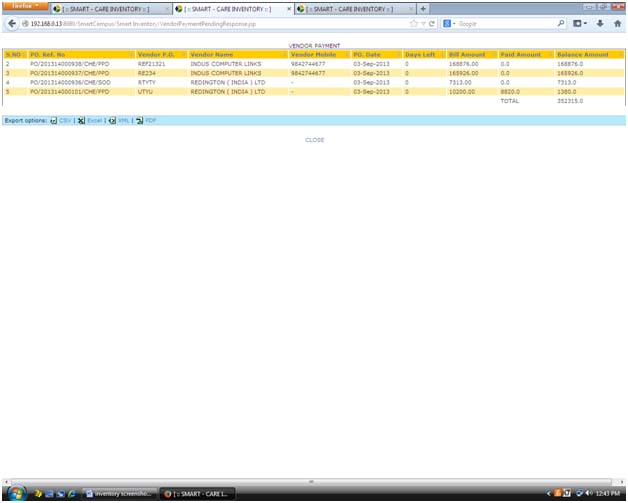 Firefox
[ :: SMART - CARE INVENTORY :: ] × [ :: SMART - CARE INVENTORY :: ] × [ :: SMART - CARE INVENTORY :: ] × +
192.168.0.13:8080/SmartCampus/Smart Inventory/VendorPaymentPendingResponse.jsp Google
VENDOR PAYMENT
S.NO PO. Ref. No Vendor P.O. Vendor Name Vendor Mobile PG. Date Days Left Bill Amount Paid Amount Balance Amount
2 PO/201314000938/CHE/PPD REF21321 INDUS COMPUTER LINKS 9842744677 03-Sep-2013 0 168876.00 0.0 168876.0
3 PO/201314000937/CHE/PPD RE234 INDUS COMPUTER LINKS 9842744677 03-Sep-2013 0 165926.00 0.0 165926.0
4 PO/201314000936/CHE/SOD RTYTY REDINGTON ( INDIA ) LTD - 03-Sep-2013 0 7313.00 0.0 7313.0
5 PO/201314000101/CHE/PPD UTYU REDINGTON ( INDIA ) LTD - 03-Sep-2013 0 10200.00 8820.0 1380.0
TOTAL 352315.0
Export options: CSV | Excel | XML | PDF
CLOSE
inventory screensho... [ :: SMART - CARE I... 12:43 PM